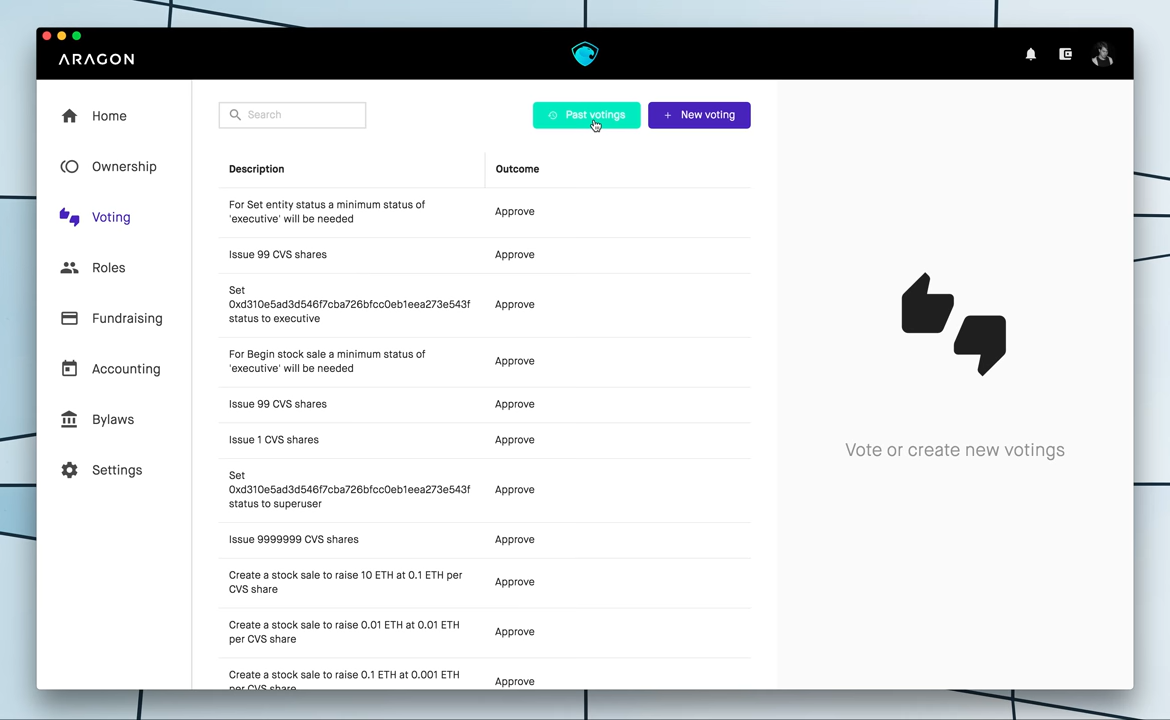 ARAGON
Home
Ownership
Voting
Roles
Fundraising
Accounting
Bylaws
Settings
Search
Past votings
+ New voting
Description
Outcome
For Set entity status a minimum status of
'executive' will be needed
Approve
Issue 99 CVS shares
Approve
Set
0xd310e5ad3d546f7cba726bfcc0eb1eea273e543f
status to executive
Approve
For Begin stock sale a minimum status of
'executive' will be needed
Approve
Issue 99 CVS shares
Approve
Issue 1 CVS shares
Approve
Set
0xd310e5ad3d546f7cba726bfcc0eb1eea273e543f
status to superuser
Approve
Issue 9999999 CVS shares
Approve
Create a stock sale to raise 10 ETH at 0.1 ETH per
CVS share
Approve
Create a stock sale to raise 0.01 ETH at 0.01 ETH
per CVS share
Approve
Create a stock sale to raise 0.1 ETH at 0.001 ETH
per CVS share
Approve
Vote or create new votings